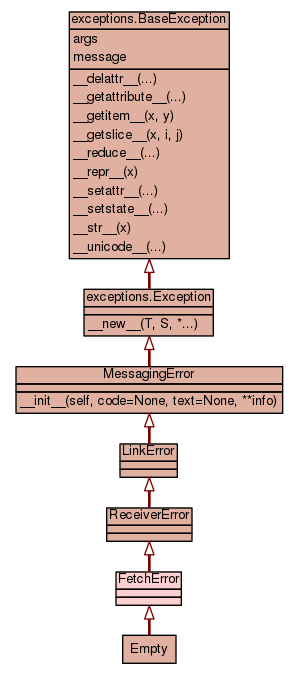 exceptions.BaseException
args
message
__delattr__(...)
__getattribute__(...)
__getitem__(x, y)
__getslice__(x, i, j)
__reduce__(...)
__repr__(x)
__setattr__(...)
__setstate__(...)
__str__(x)
__unicode__(...)
exceptions.Exception
__new__(T, S, *...)
MessagingError
__init__(self, code=None, text=None, **info)
LinkError
ReceiverError
FetchError
Empty